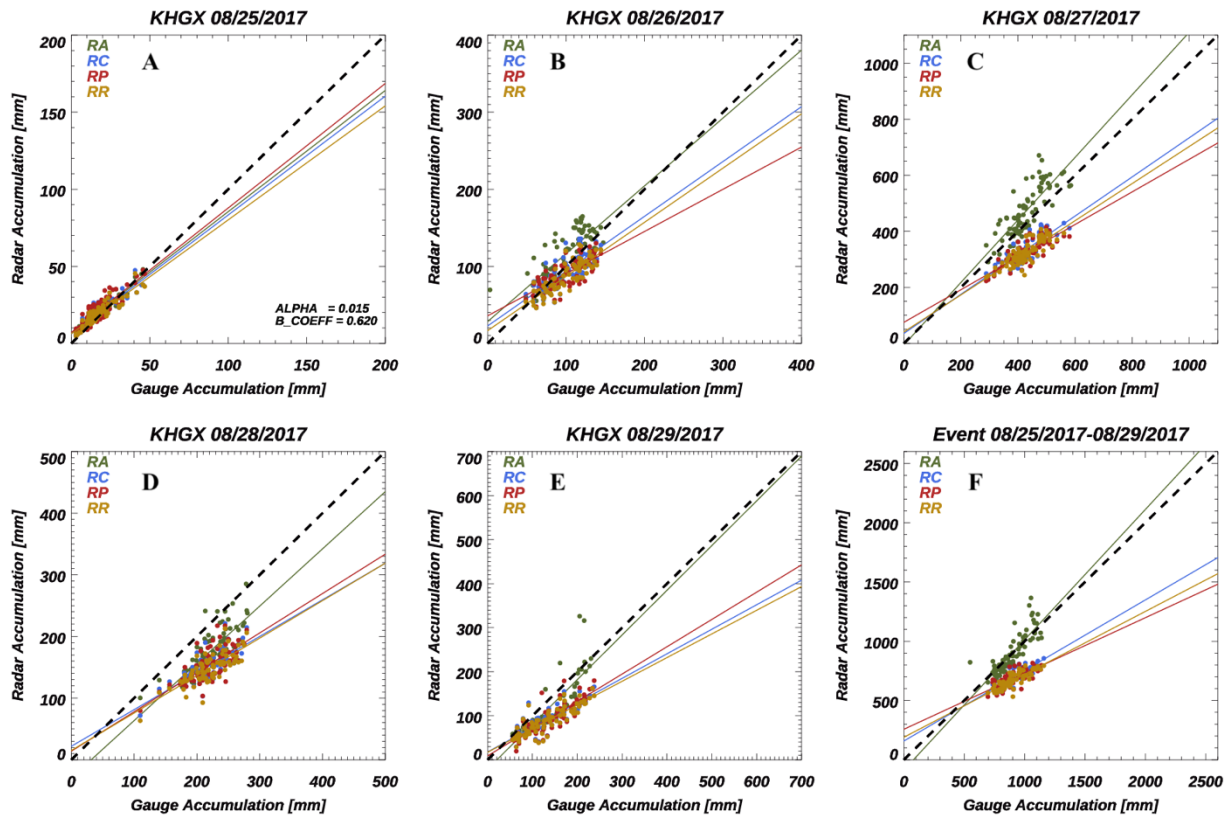 KHGX 08/25/2017
200
150
100
50
0
Radar Accumulation [mm]
RA
RC
RP
RR
A
ALPHA = 0.015
B_COEFF = 0.620
0 50 100 150 200
Gauge Accumulation [mm]
KHGX 08/26/2017
400
300
200
100
0
Radar Accumulation [mm]
RA
RC
RP
RR
B
0 100 200 300 400
Gauge Accumulation [mm]
KHGX 08/27/2017
1000
800
600
400
200
0
Radar Accumulation [mm]
RA
RC
RP
RR
C
0 200 400 600 800 1000
Gauge Accumulation [mm]
KHGX 08/28/2017
500
400
300
200
100
0
Radar Accumulation [mm]
RA
RC
RP
RR
D
0 100 200 300 400 500
Gauge Accumulation [mm]
KHGX 08/29/2017
700
600
500
400
300
200
100
0
Radar Accumulation [mm]
RA
RC
RP
RR
E
0 100 200 300 400 500 600 700
Gauge Accumulation [mm]
Event 08/25/2017-08/29/2017
2500
2000
1500
1000
500
0
Radar Accumulation [mm]
RA
RC
RP
RR
F
0 500 1000 1500 2000 2500
Gauge Accumulation [mm]